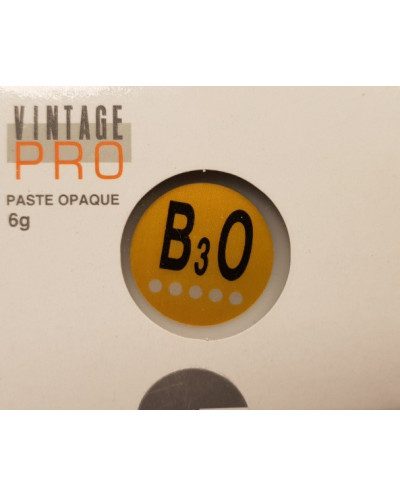 VINTAGE
PRO
PASTE OPAQUE
6g
B3O